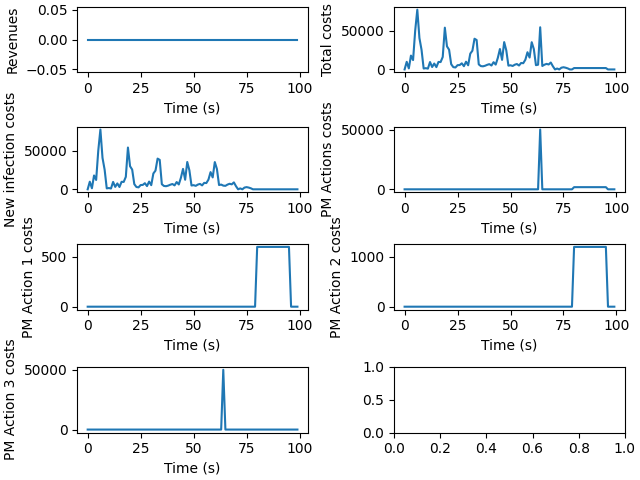 Revenues
0.05
0.00
−0.05
0 25 50 75 100
Time (s)
Total costs
50000
0
0 25 50 75 100
Time (s)
New infection costs
50000
0
0 25 50 75 100
Time (s)
PM Actions costs
50000
0
0 25 50 75 100
Time (s)
PM Action 1 costs
500
0
0 25 50 75 100
Time (s)
PM Action 2 costs
1000
0
0 25 50 75 100
Time (s)
PM Action 3 costs
50000
0
0 25 50 75 100
Time (s)
1.0
0.5
0.0
0.0 0.2 0.4 0.6 0.8 1.0